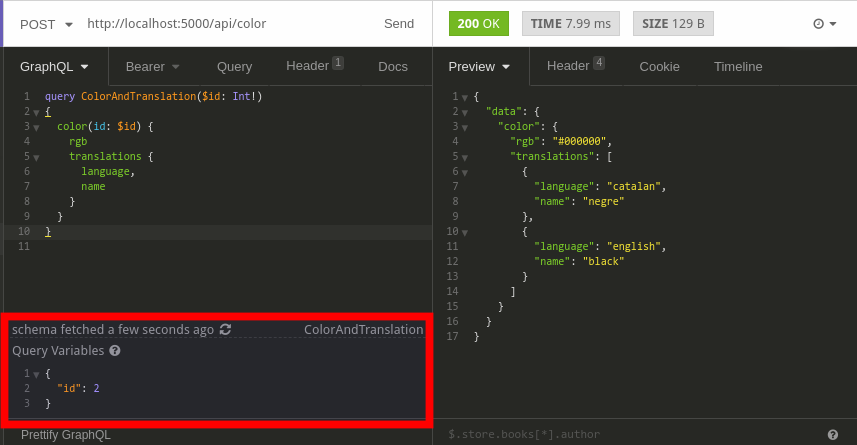 POST http://localhost:5000/api/color Send
200 OK TIME 7.99 ms SIZE 129 B
GraphQL Bearer Query Header 1 Docs
Preview Header 4 Cookie Timeline
1 query ColorAndTranslation($id: Int!)
2 {
3 color(id: $id) {
4 rgb
5 translations {
6 language,
7 name
8 }
9 }
10 }
11
schema fetched a few seconds ago ColorAndTranslation
Query Variables ?
1 {
2 "id": 2
3 }
Prettify GraphQL
1 {
2 "data": {
3 "color": {
4 "rgb": "#000000",
5 "translations": [
6 {
7 "language": "catalan",
8 "name": "negre"
9 },
10 {
11 "language": "english",
12 "name": "black"
13 }
14 ]
15 }
16 }
17 }
$.store.books[*].author ?